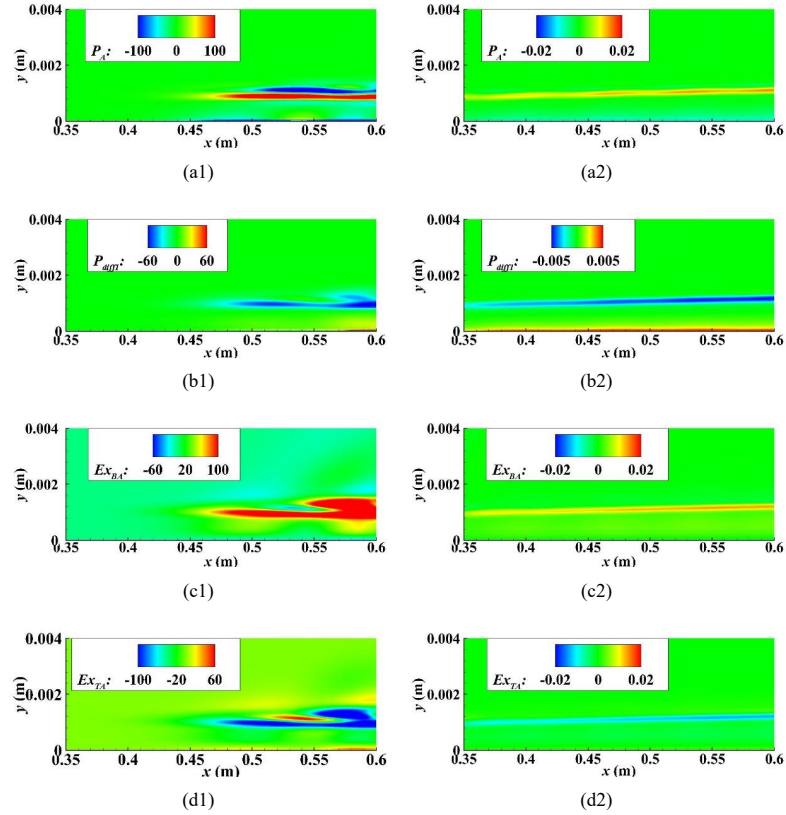 y (m)
0.004
0.002
0
P_A: -100 0 100
0.35 0.4 0.45 0.5 0.55 0.6
x (m)
(a1)
y (m)
0.004
0.002
0
P_A: -0.02 0 0.02
0.35 0.4 0.45 0.5 0.55 0.6
x (m)
(a2)
y (m)
0.004
0.002
0
P_diff1: -60 0 60
0.35 0.4 0.45 0.5 0.55 0.6
x (m)
(b1)
y (m)
0.004
0.002
0
P_diff1: -0.005 0.005
0.35 0.4 0.45 0.5 0.55 0.6
x (m)
(b2)
y (m)
0.004
0.002
0
Ex_BA: -60 20 100
0.35 0.4 0.45 0.5 0.55 0.6
x (m)
(c1)
y (m)
0.004
0.002
0
Ex_BA: -0.02 0 0.02
0.35 0.4 0.45 0.5 0.55 0.6
x (m)
(c2)
y (m)
0.004
0.002
0
Ex_TA: -100 -20 60
0.35 0.4 0.45 0.5 0.55 0.6
x (m)
(d1)
y (m)
0.004
0.002
0
Ex_TA: -0.02 0 0.02
0.35 0.4 0.45 0.5 0.55 0.6
x (m)
(d2)